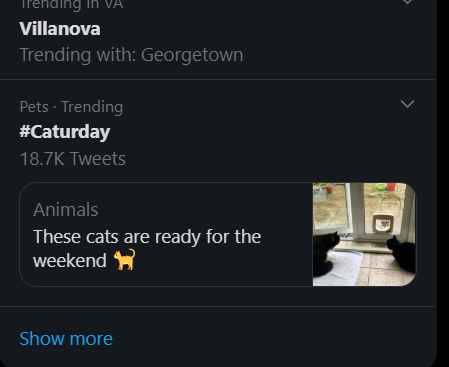 Trending in VA
Villanova
Trending with: Georgetown
Pets · Trending
#Caturday
18.7K Tweets
Animals
These cats are ready for the
weekend 🐈
Show more